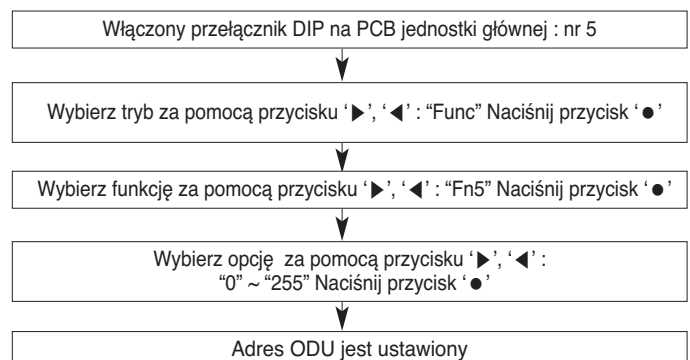 Włączony przełącznik DIP na PCB jednostki głównej : nr 5
Wybierz tryb za pomocą przycisku ‘▶’, ‘◀’ : “Func” Naciśnij przycisk ‘●’
Wybierz funkcję za pomocą przycisku ‘▶’, ‘◀’ : “Fn5” Naciśnij przycisk ‘●’
Wybierz opcję za pomocą przycisku ‘▶’, ‘◀’ :
“0” ~ “255” Naciśnij przycisk ‘●’
Adres ODU jest ustawiony